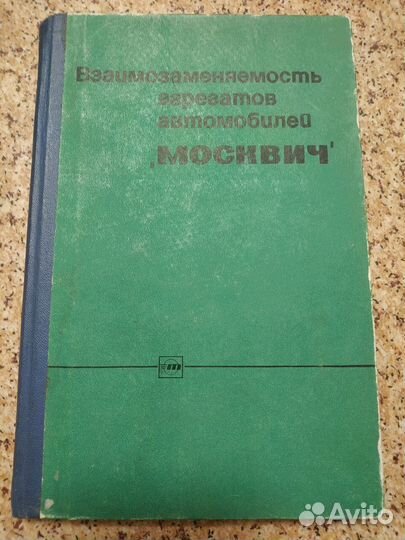 Взаимозаменяемость
агрегатов
автомобилей
„МОСКВИЧ‟
Avito